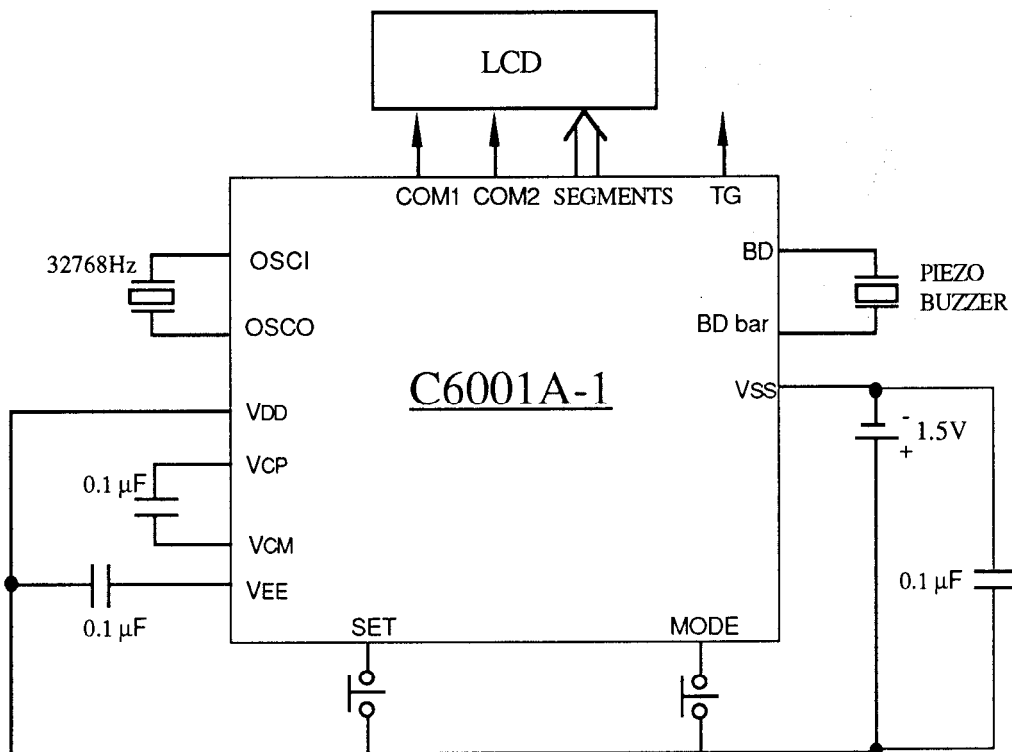 LCD
COM1 COM2 SEGMENTS TG
32768Hz
OSCI
OSCO
BD
BD bar
PIEZO
BUZZER
C6001A-1
VSS
VDD
- 1.5V
+
VCP
0.1 µF
VCM
VEE
0.1 µF
0.1 µF
SET
MODE